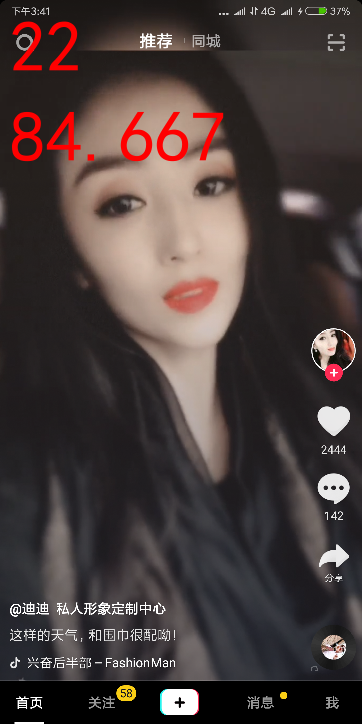 下午3:41
4G
37%
22
推荐
同城
84.667
2444
142
分享
@迪迪 私人形象定制中心
这样的天气，和围巾很配呦！
兴奋后半部 - FashionMan
首页
关注
58
消息
我